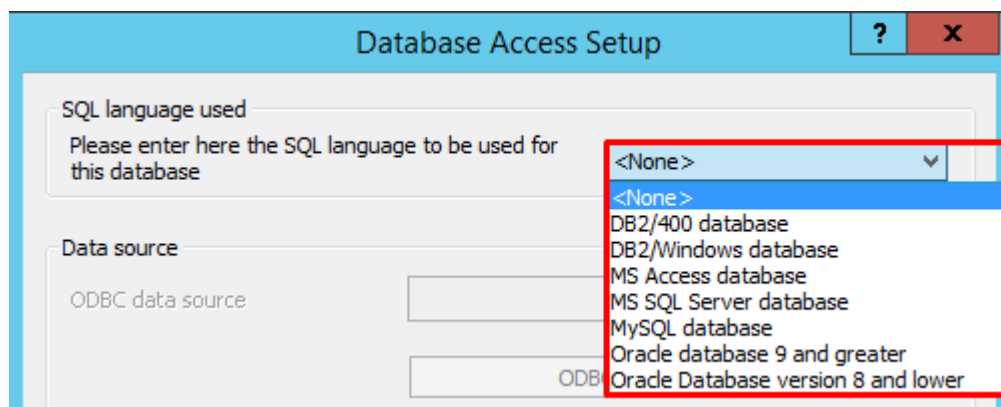 Database Access Setup
?
x
SQL language used
Please enter here the SQL language to be used for
this database
<None>
<None>
DB2/400 database
DB2/Windows database
MS Access database
MS SQL Server database
MySQL database
Oracle database 9 and greater
Oracle Database version 8 and lower
Data source
ODBC data source